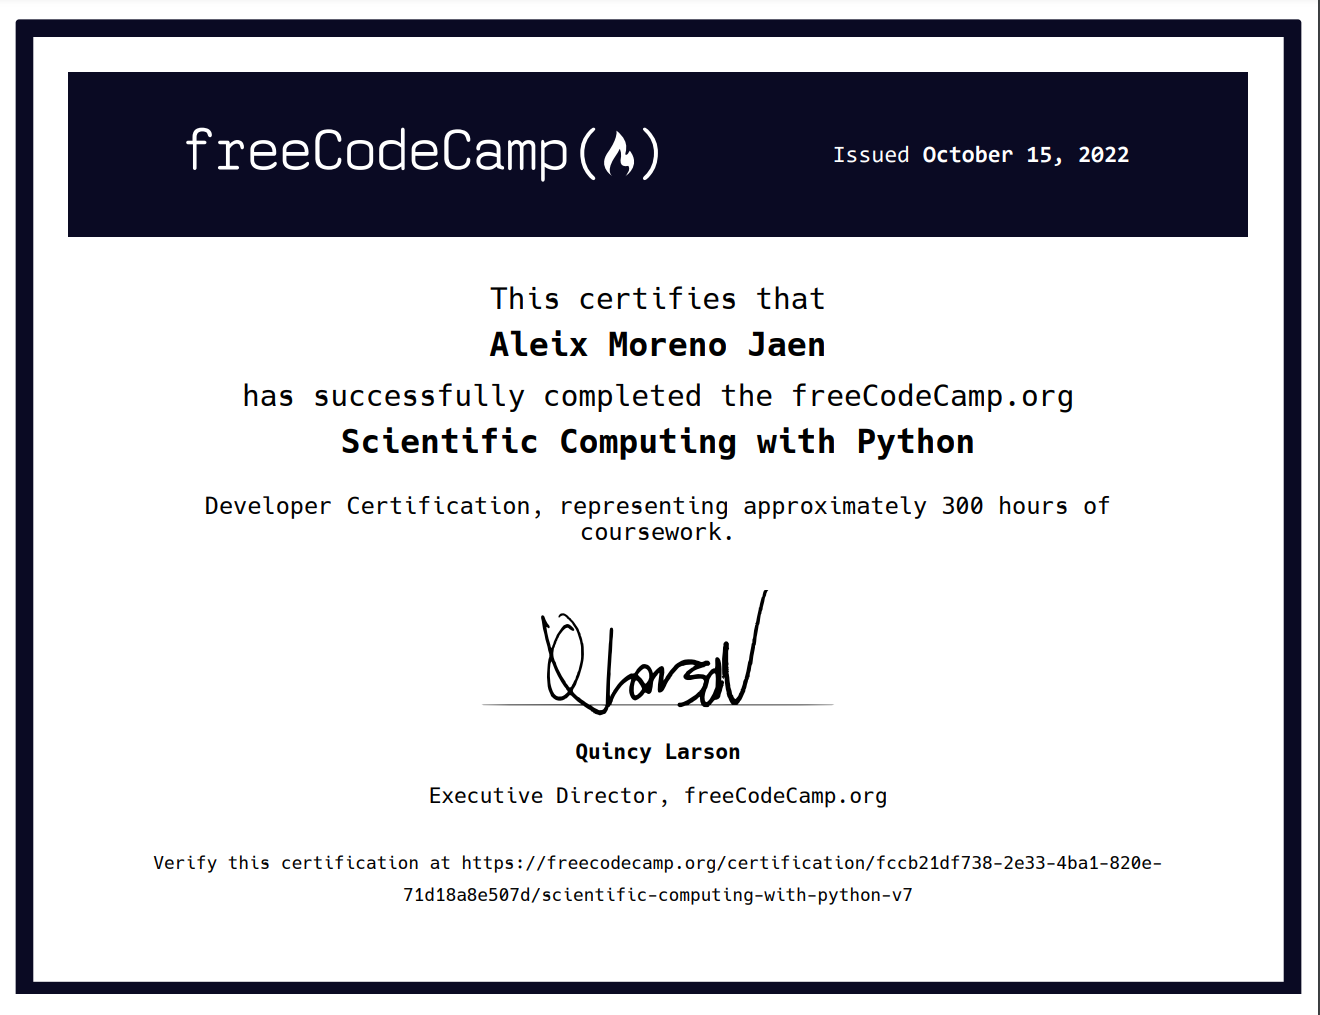 freeCodeCamp(🔥)
Issued October 15, 2022
This certifies that
Aleix Moreno Jaen
has successfully completed the freeCodeCamp.org
Scientific Computing with Python
Developer Certification, representing approximately 300 hours of
coursework.
Q Larson
Quincy Larson
Executive Director, freeCodeCamp.org
Verify this certification at https://freecodecamp.org/certification/fccb21df738-2e33-4ba1-820e-
71d18a8e507d/scientific-computing-with-python-v7